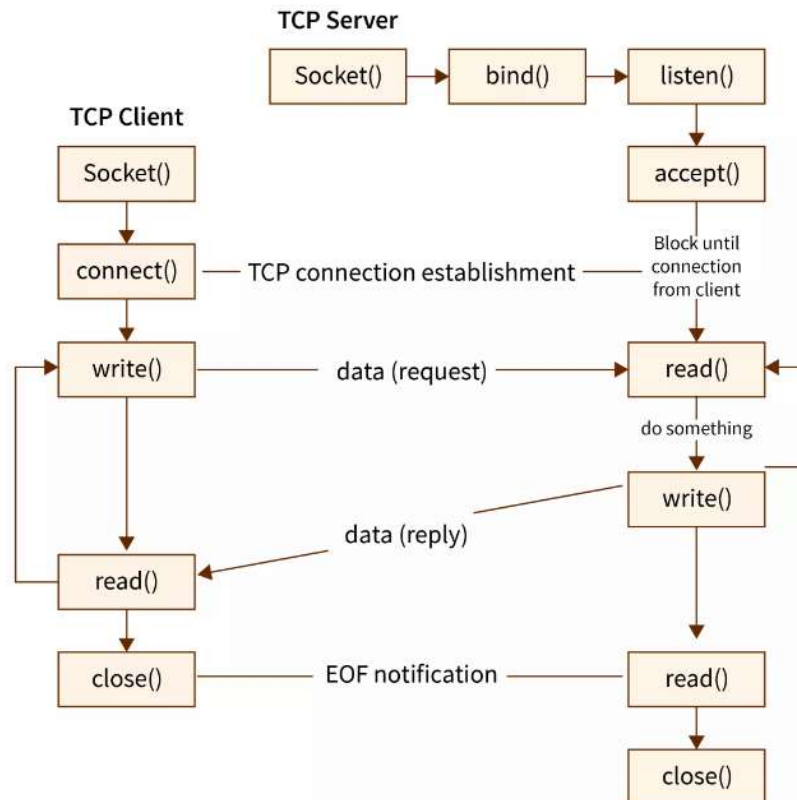 TCP Server
Socket()
bind()
listen()
TCP Client
Socket()
accept()
Block until
connection
from client
connect()
TCP connection establishment
write()
data (request)
read()
do something
write()
data (reply)
read()
close()
EOF notification
read()
close()